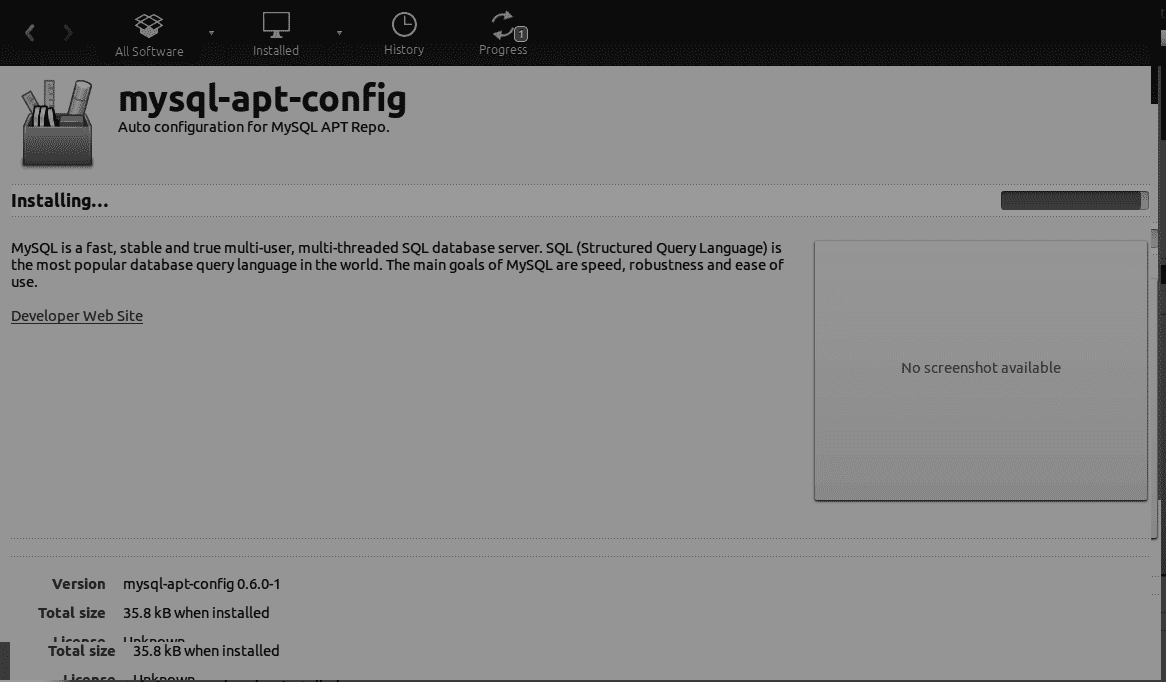 All Software
Installed
History
Progress
1
mysql-apt-config
Auto configuration for MySQL APT Repo.
Installing...
MySQL is a fast, stable and true multi-user, multi-threaded SQL database server. SQL (Structured Query Language) is
the most popular database query language in the world. The main goals of MySQL are speed, robustness and ease of
use.
Developer Web Site
No screenshot available
Version mysql-apt-config 0.6.0-1
Total size 35.8 kB when installed
License Unknown
Total size 35.8 kB when installed
License Unknown